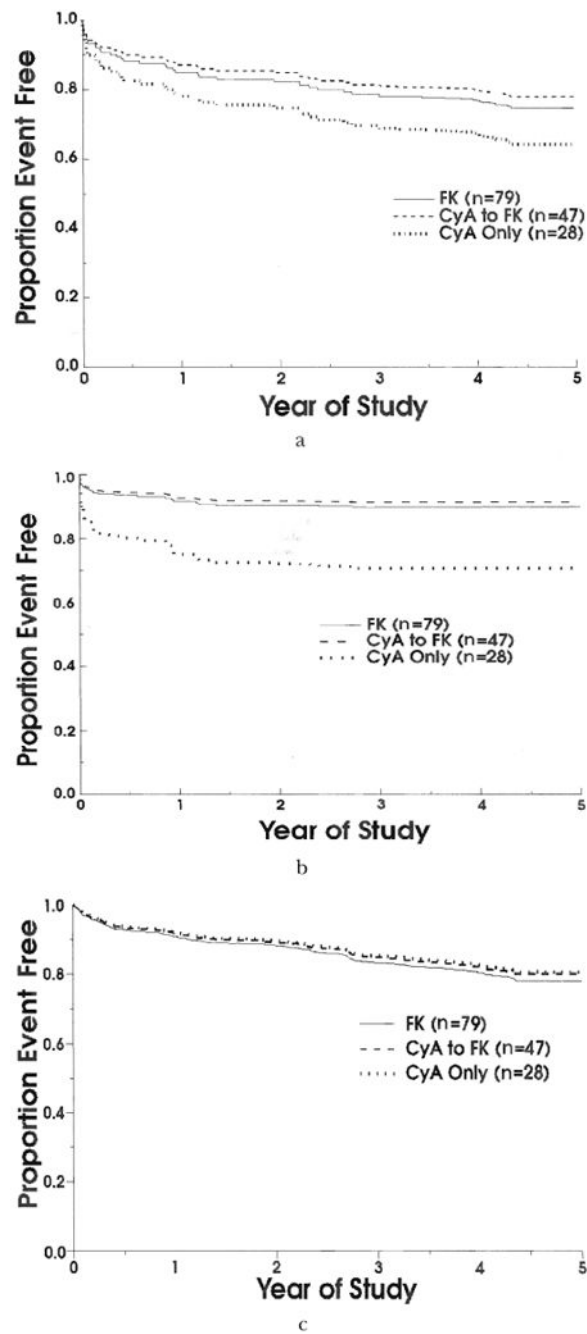 1.0
0.8
0.6
0.4
0.2
0.0
Proportion Event Free
FK (n=79)
CyA to FK (n=47)
CyA Only (n=28)
0 1 2 3 4 5
Year of Study
a
1.0
0.8
0.6
0.4
0.2
0.0
Proportion Event Free
FK (n=79)
CyA to FK (n=47)
CyA Only (n=28)
0 1 2 3 4 5
Year of Study
b
1.0
0.8
0.6
0.4
0.2
0.0
Proportion Event Free
FK (n=79)
CyA to FK (n=47)
CyA Only (n=28)
0 1 2 3 4 5
Year of Study
c